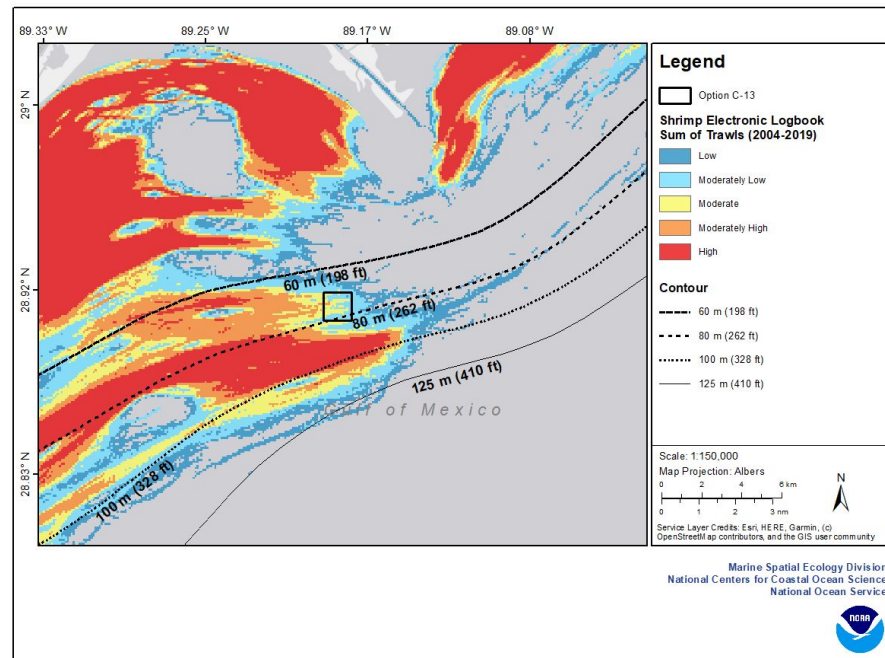 89.33° W
89.25° W
89.17° W
89.08° W
29° N
28.92° N
28.83° N
60 m (198 ft)
80 m (262 ft)
125 m (410 ft)
Gulf of Mexico
100 m (328 ft)
Legend
Option C-13
Shrimp Electronic Logbook
Sum of Trawls (2004-2019)
Low
Moderately Low
Moderate
Moderately High
High
Contour
60 m (198 ft)
80 m (262 ft)
100 m (328 ft)
125 m (410 ft)
Scale: 1:150,000
Map Projection: Albers
0 2 4 6 km
0 1 2 3 nm
N
Service Layer Credits: Esri, HERE, Garmin, (c)
OpenStreetMap contributors, and the GIS user community
Marine Spatial Ecology Division
National Centers for Coastal Ocean Science
National Ocean Service
NOAA